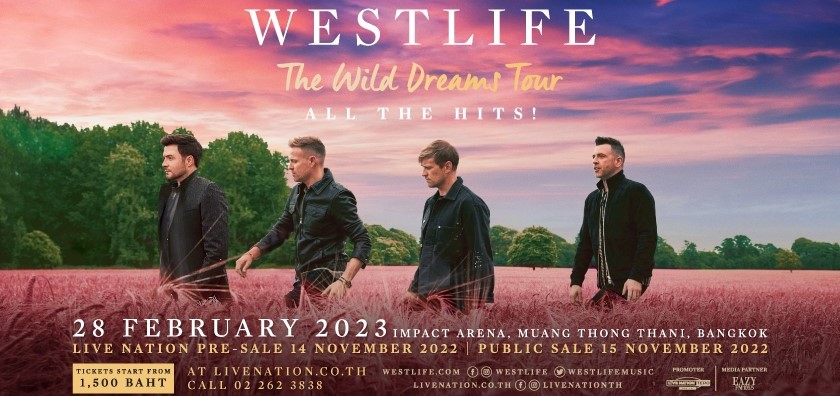 WESTLIFE
The Wild Dreams Tour
ALL THE HITS!
28 FEBRUARY 2023 IMPACT ARENA, MUANG THONG THANI, BANGKOK
LIVE NATION PRE-SALE 14 NOVEMBER 2022 | PUBLIC SALE 15 NOVEMBER 2022
TICKETS START FROM
1,500 BAHT
AT LIVENATION.CO.TH
CALL 02 262 3838
WESTLIFE.COM WESTLIFE WESTLIFEMUSIC
LIVENATION.CO.TH LIVENATIONTH
PROMOTER
LIVE NATION
MEDIA PARTNER
EAZY